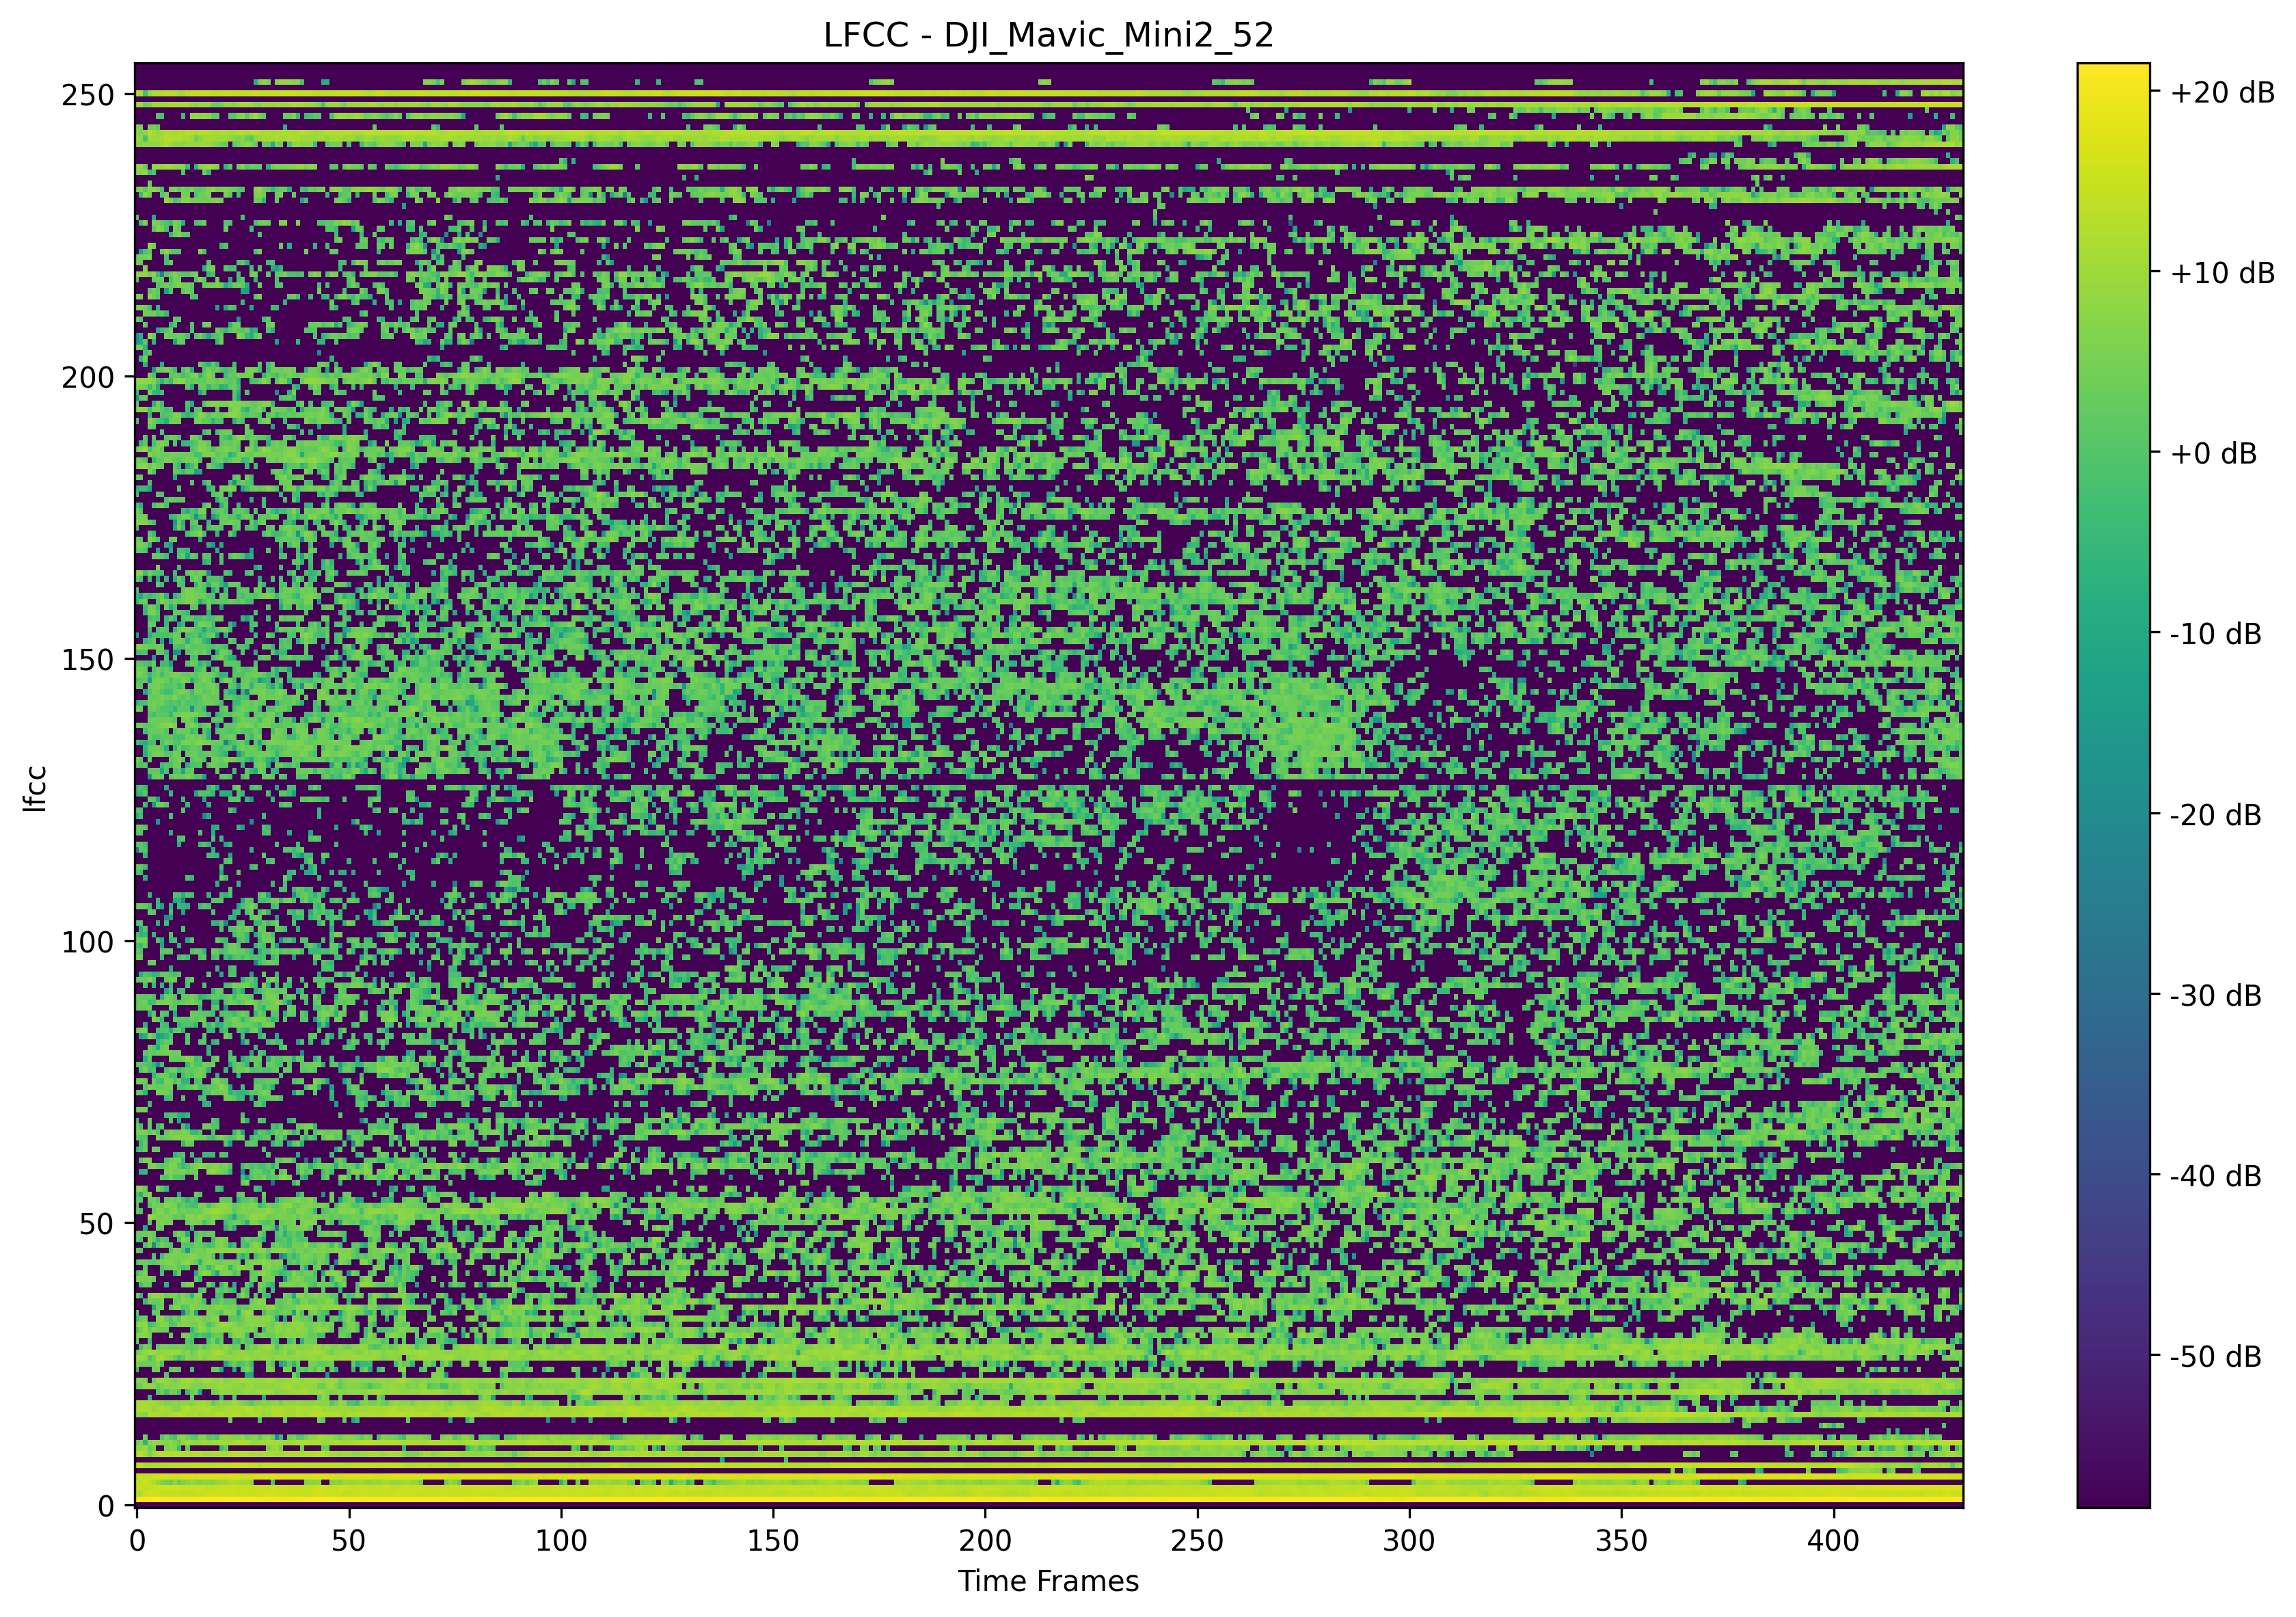 LFCC - DJI_Mavic_Mini2_52
250
200
150
100
50
0
lfcc
0 50 100 150 200 250 300 350 400
Time Frames
+20 dB
+10 dB
+0 dB
-10 dB
-20 dB
-30 dB
-40 dB
-50 dB